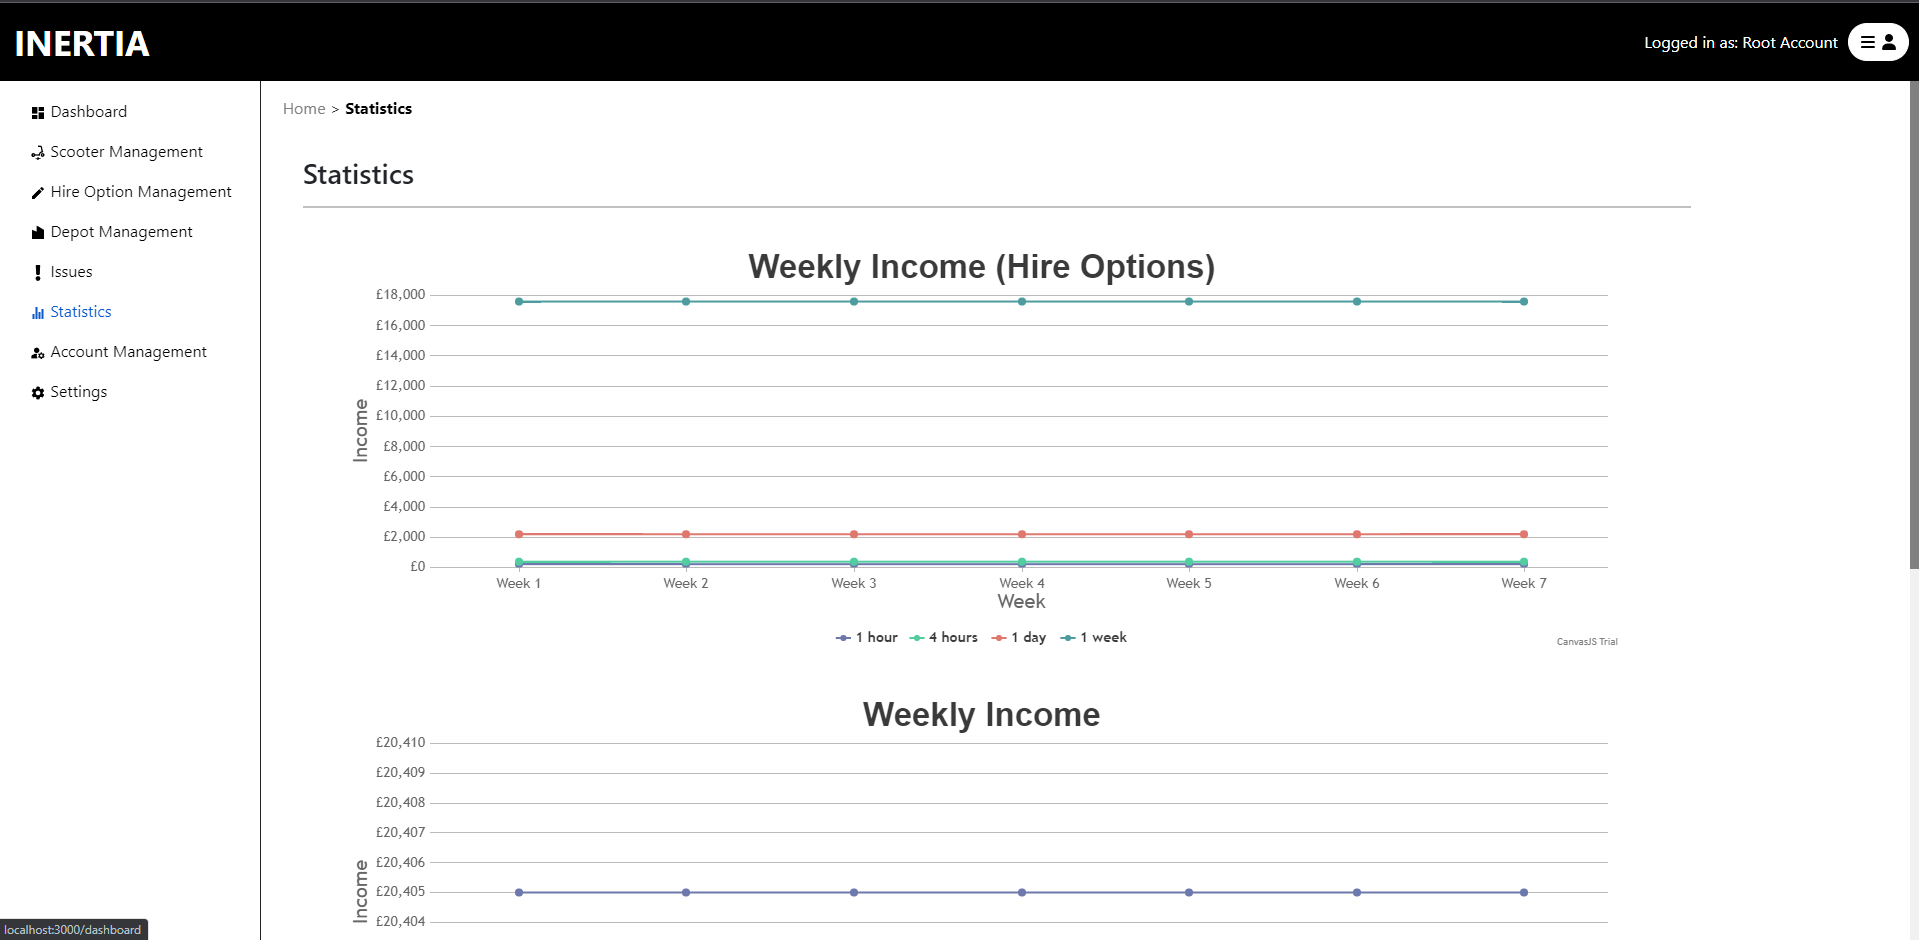 INERTIA
Logged in as: Root Account
Dashboard
Scooter Management
Hire Option Management
Depot Management
Issues
Statistics
Account Management
Settings
Home > Statistics
Statistics
Weekly Income (Hire Options)
£18,000
£16,000
£14,000
£12,000
£10,000
£8,000
£6,000
£4,000
£2,000
£0
Income
Week 1 Week 2 Week 3 Week 4 Week 5 Week 6 Week 7
Week
1 hour 4 hours 1 day 1 week
CanvasJS Trial
Weekly Income
£20,410
£20,409
£20,408
£20,407
£20,406
£20,405
£20,404
Income
localhost:3000/dashboard